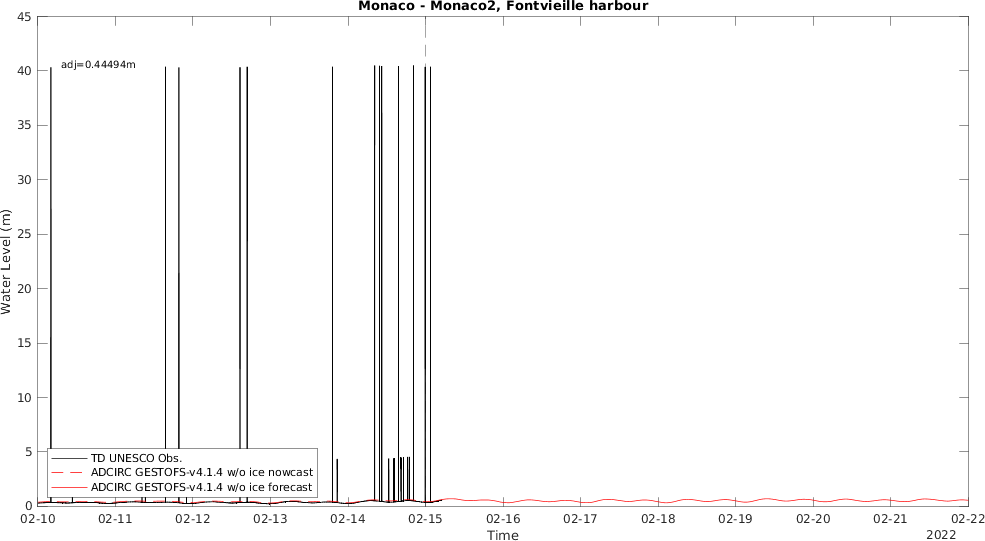 Monaco - Monaco2, Fontvieille harbour
45
adj=0.44494m
40
35
30
25
20
15
10
5
0
Water Level (m)
TD UNESCO Obs.
ADCIRC GESTOFS-v4.1.4 w/o ice nowcast
ADCIRC GESTOFS-v4.1.4 w/o ice forecast
02-10 02-11 02-12 02-13 02-14 02-15 02-16 02-17 02-18 02-19 02-20 02-21 02-22
Time
2022